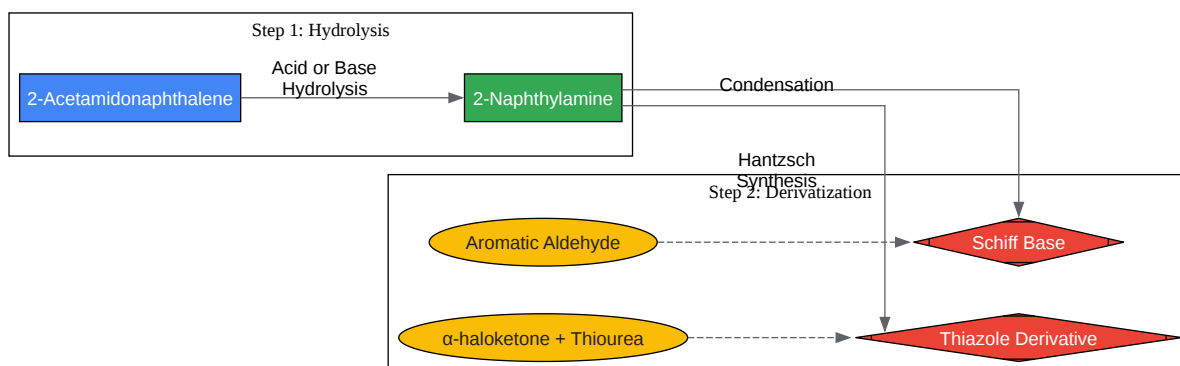 Step 1: Hydrolysis
2-Acetamidonaphthalene
Acid or Base
Hydrolysis
2-Naphthylamine
Condensation
Hantzsch
Synthesis
Step 2: Derivatization
Aromatic Aldehyde
Schiff Base
α-haloketone + Thiourea
Thiazole Derivative